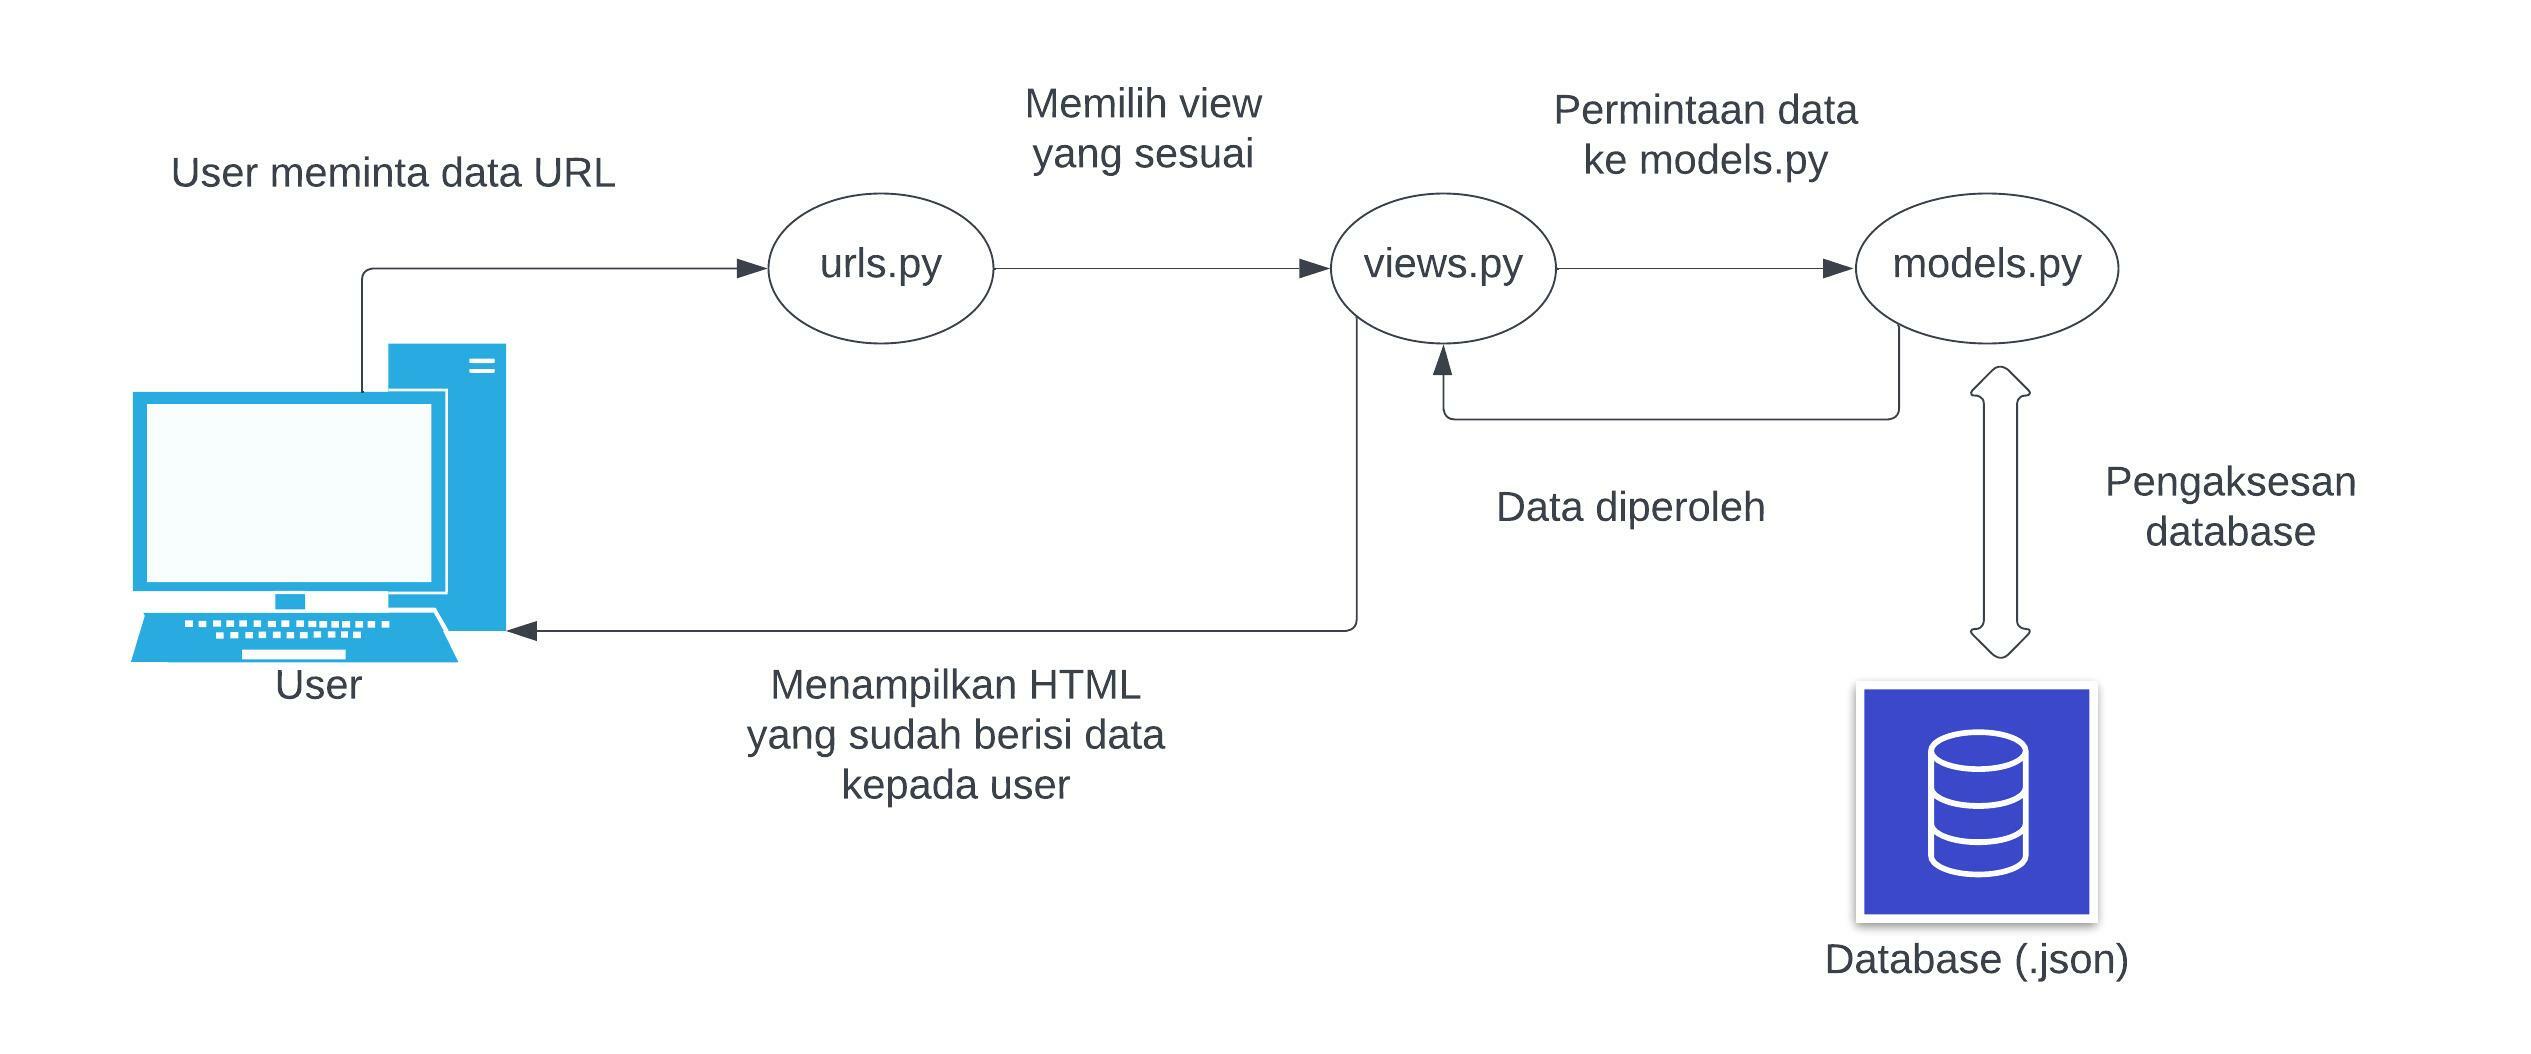 Memilih view
yang sesuai
Permintaan data
ke models.py
User meminta data URL
urls.py
views.py
models.py
Data diperoleh
Pengaksesan
database
User
Menampilkan HTML
yang sudah berisi data
kepada user
Database (.json)